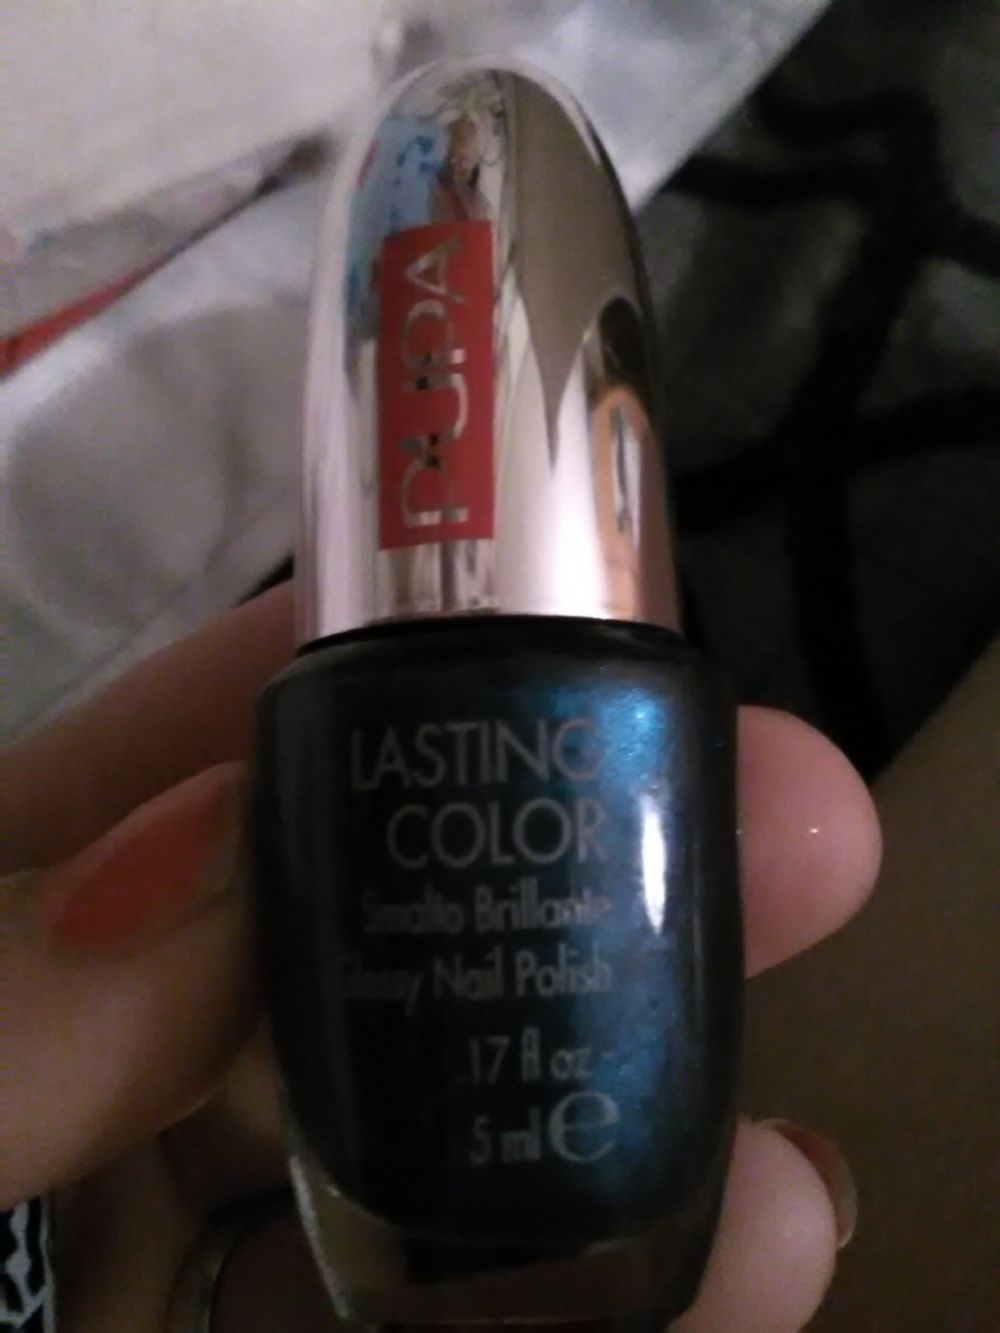 PUPA
LASTING
COLOR
Smalto Brillante
Glossy Nail Polish
.17 fl oz -
5 ml e